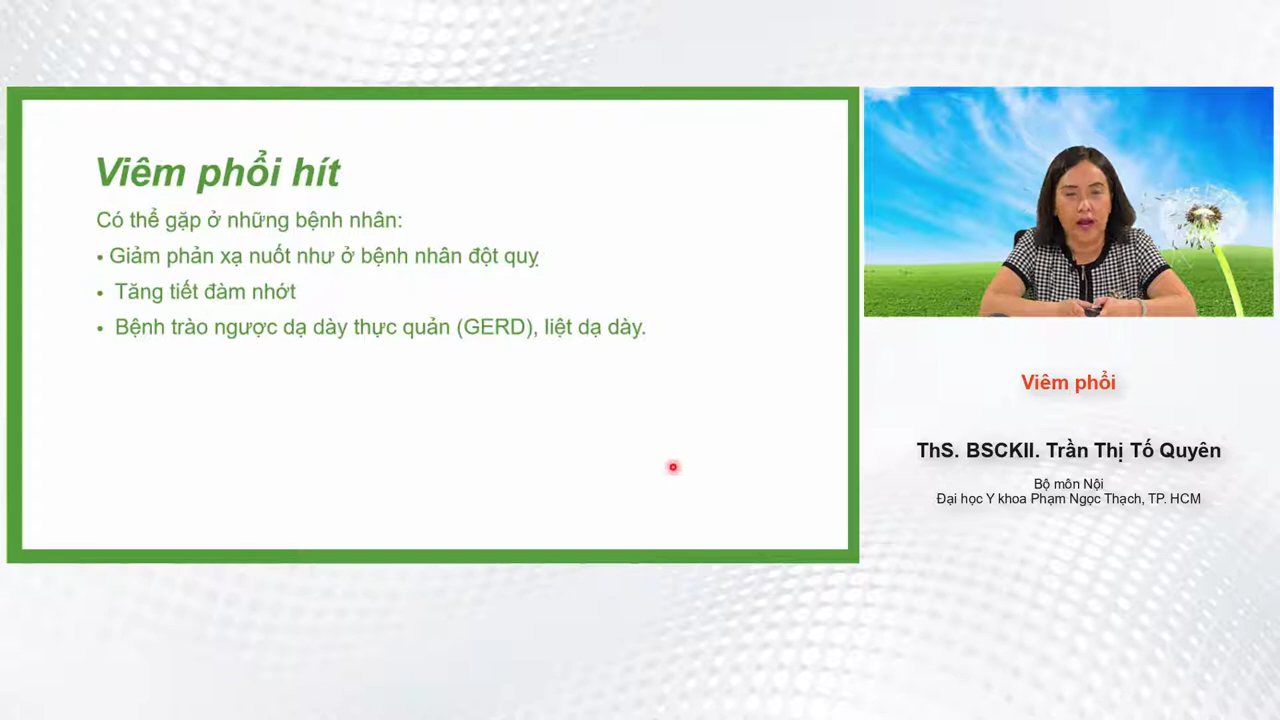 Viêm phổi hít
Có thể gặp ở những bệnh nhân:
• Giảm phản xạ nuốt như ở bệnh nhân đột quỵ
• Tăng tiết đàm nhớt
• Bệnh trào ngược dạ dày thực quản (GERD), liệt dạ dày.
Viêm phổi
ThS. BSCKII. Trần Thị Tố Quyên
Bộ môn Nội
Đại học Y khoa Phạm Ngọc Thạch, TP. HCM